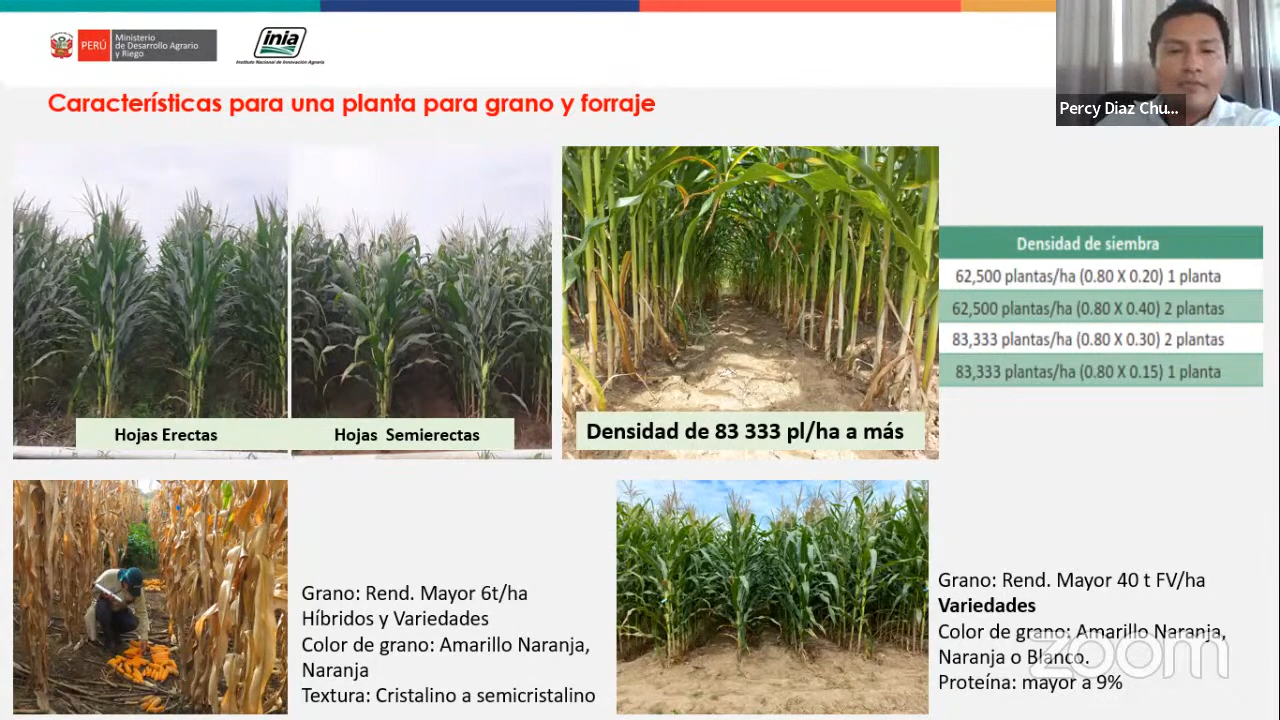 PERÚ
Ministerio
de Desarrollo Agrario
y Riego
inia
Instituto Nacional de Innovación Agraria
Percy Diaz Chu...
Características para una planta para grano y forraje
Hojas Erectas
Hojas Semierectas
Densidad de 83 333 pl/ha a más
Densidad de siembra
62,500 plantas/ha (0.80 X 0.20) 1 planta
62,500 plantas/ha (0.80 X 0.40) 2 plantas
83,333 plantas/ha (0.80 X 0.30) 2 plantas
83,333 plantas/ha (0.80 X 0.15) 1 planta
Grano: Rend. Mayor 6t/ha
Híbridos y Variedades
Color de grano: Amarillo Naranja,
Naranja
Textura: Cristalino a semicristalino
Grano: Rend. Mayor 40 t FV/ha
Variedades
Color de grano: Amarillo Naranja,
Naranja o Blanco.
Proteína: mayor a 9%
zoom